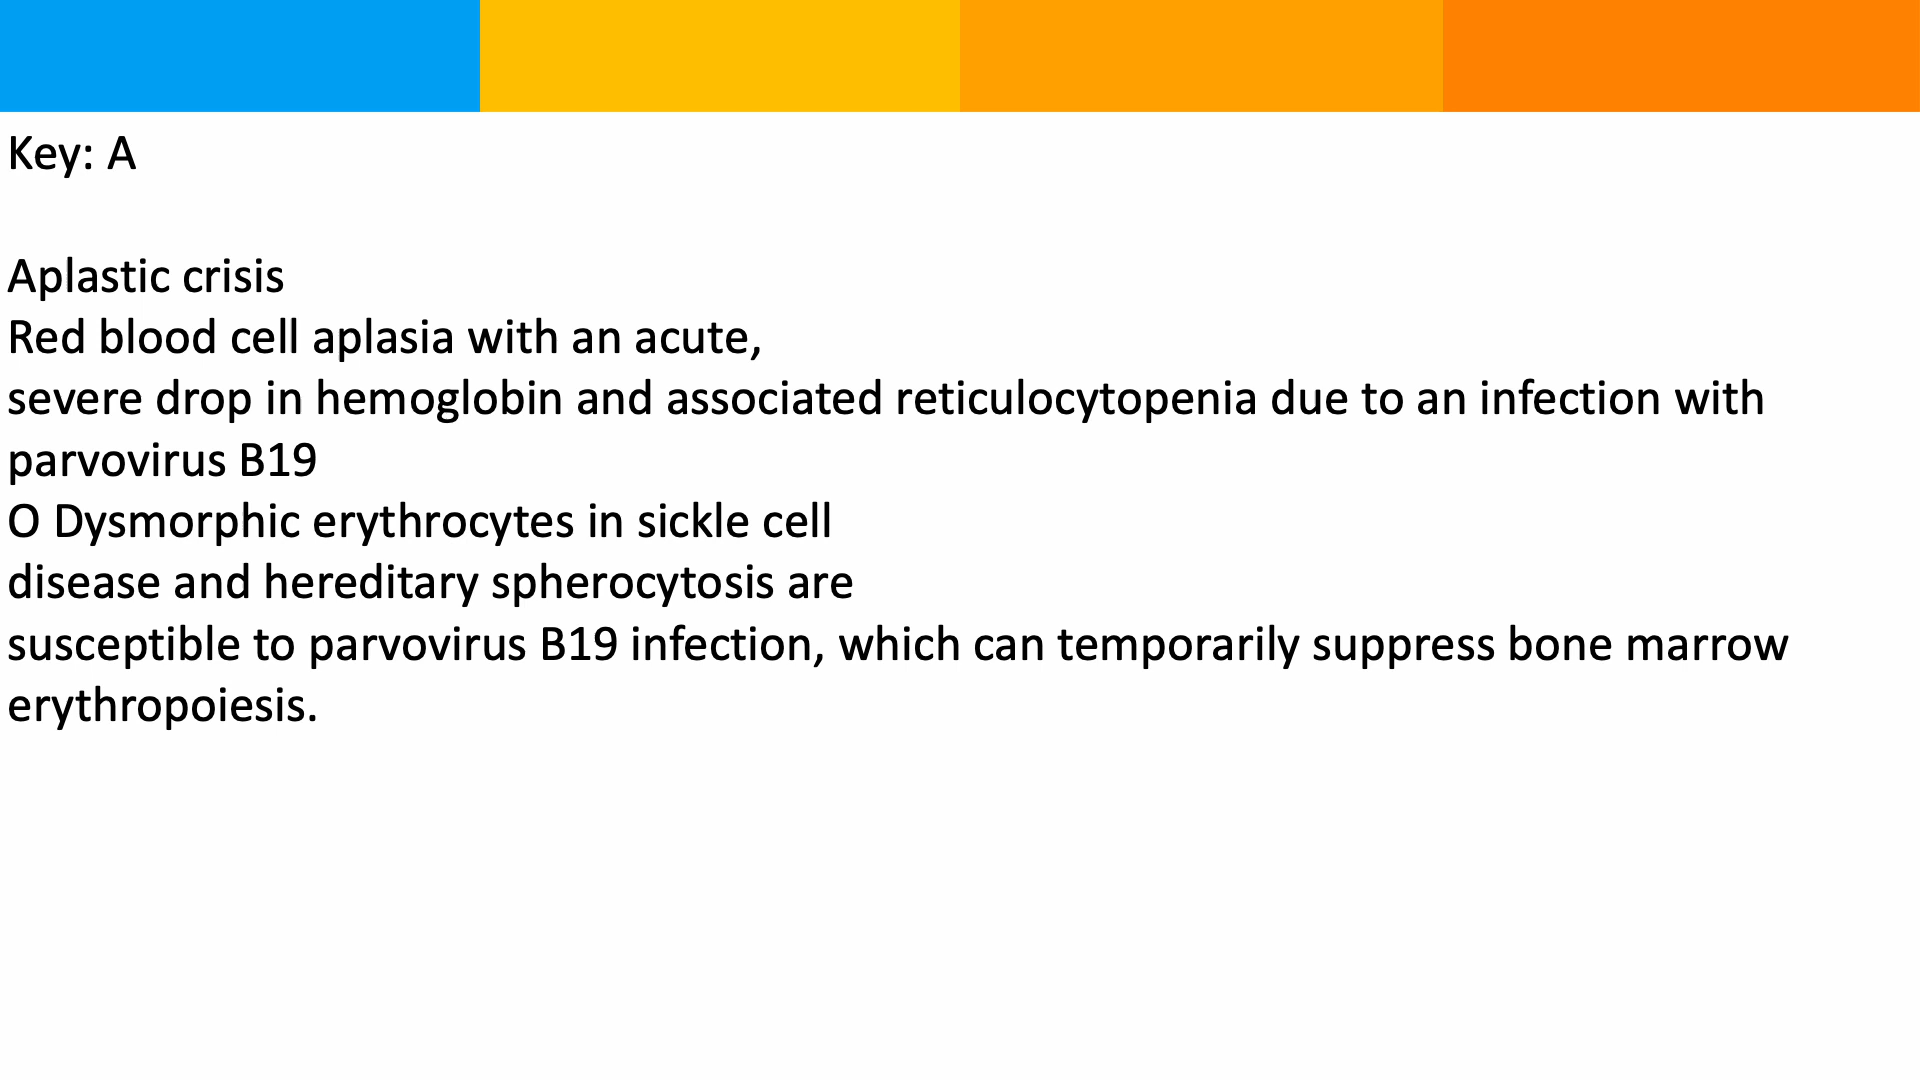 Key: A
Aplastic crisis
Red blood cell aplasia with an acute,
severe drop in hemoglobin and associated reticulocytopenia due to an infection with
parvovirus B19
O Dysmorphic erythrocytes in sickle cell
disease and hereditary spherocytosis are
susceptible to parvovirus B19 infection, which can temporarily suppress bone marrow
erythropoiesis.